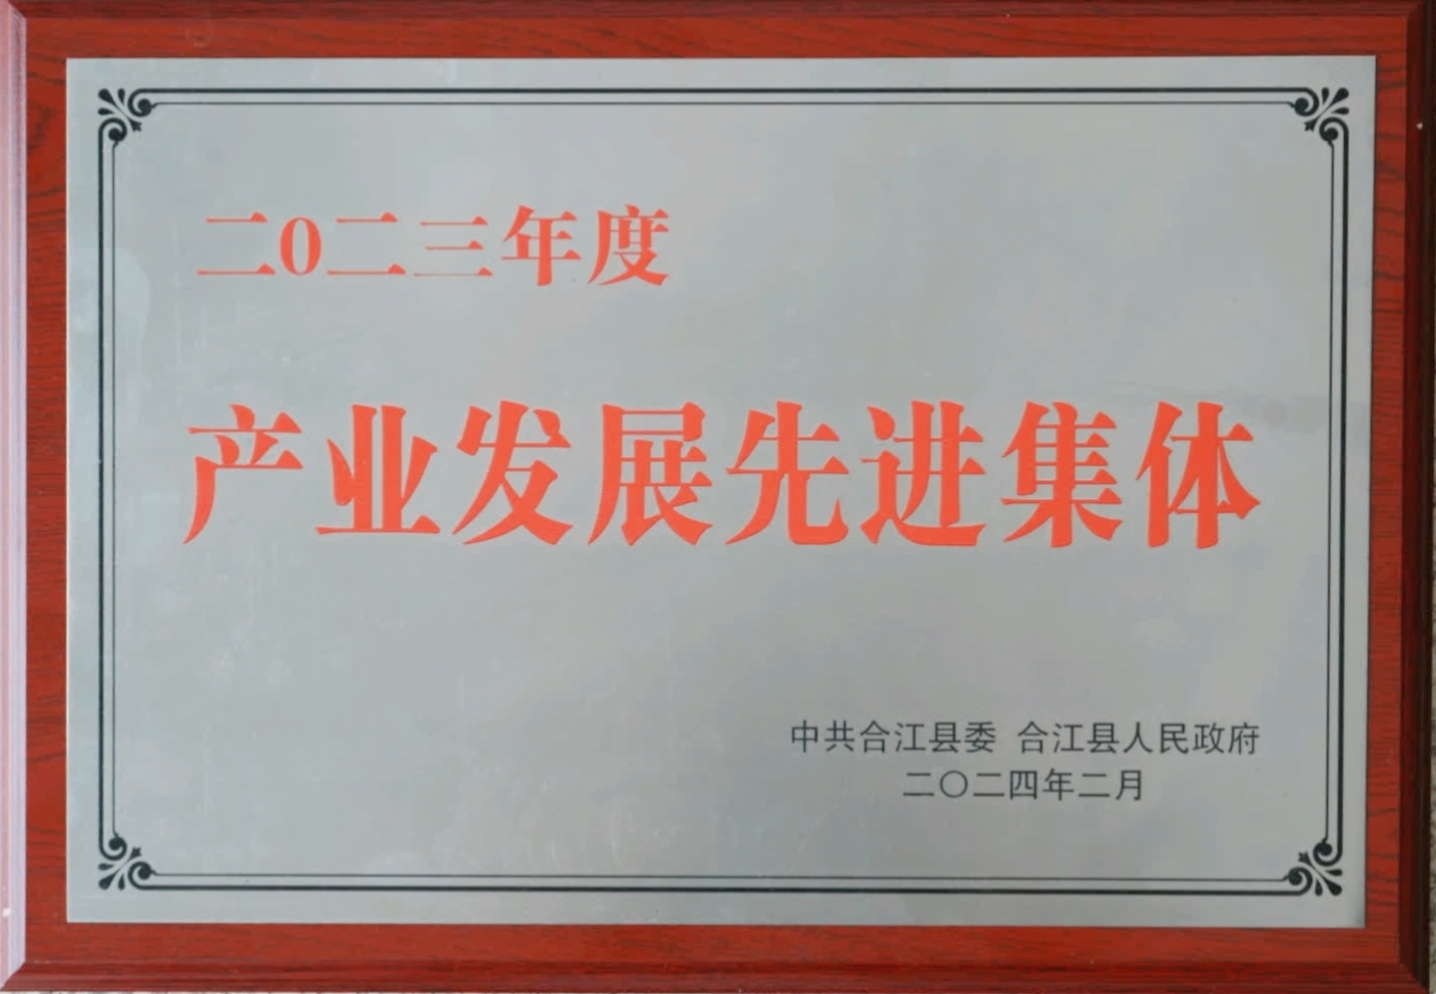 二0二三年度
产业发展先进集体
中共合江县委 合江县人民政府
二〇二四年二月